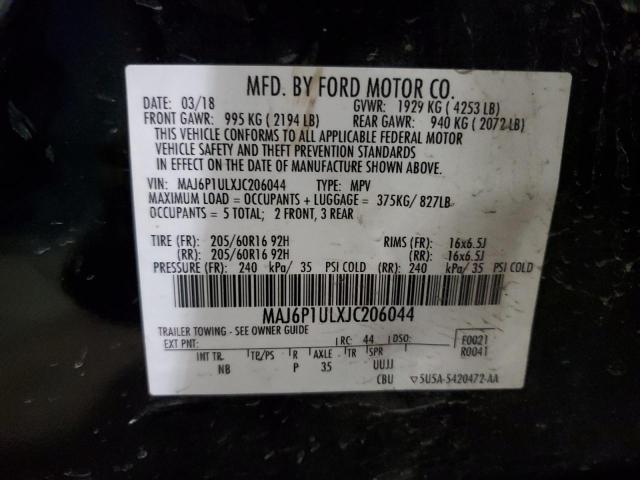 MFD. BY FORD MOTOR CO.
DATE: 03/18 GVWR: 1929 KG ( 4253 LB)
FRONT GAWR: 995 KG ( 2194 LB) REAR GAWR: 940 KG ( 2072 LB)
THIS VEHICLE CONFORMS TO ALL APPLICABLE FEDERAL MOTOR
VEHICLE SAFETY AND THEFT PREVENTION STANDARDS
IN EFFECT ON THE DATE OF MANUFACTURE SHOWN ABOVE.
VIN: MAJ6P1ULXJC206044 TYPE: MPV
MAXIMUM LOAD = OCCUPANTS + LUGGAGE = 375KG/ 827LB
OCCUPANTS = 5 TOTAL; 2 FRONT, 3 REAR
TIRE (FR): 205/60R16 92H RIMS (FR): 16x6.5J
(RR): 205/60R16 92H (RR): 16x6.5J
PRESSURE (FR): 240 kPa/ 35 PSI COLD (RR): 240 kPa/ 35 PSI COLD
MAJ6P1ULXJC206044
TRAILER TOWING - SEE OWNER GUIDE
EXT PNT: RC: 44 DSO: F0021
R0041
INT TR. TP/PS R AXLE TR SPR
NB P 35 UUJJ
CBU ▽5U5A-5420472-AA